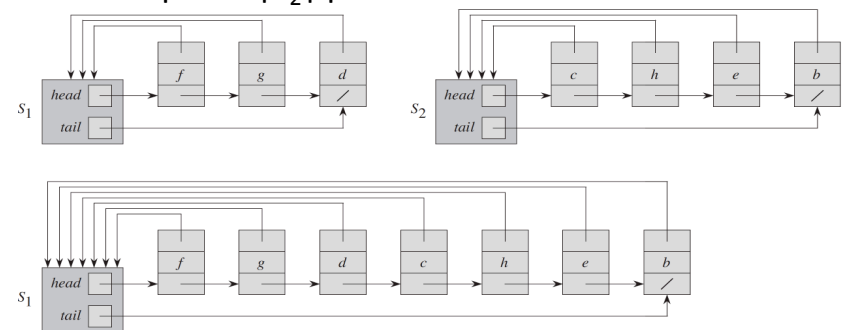 f g d
head
S1
tail
c h e b
head
S2
tail
f g d c h e b
head
S1
tail